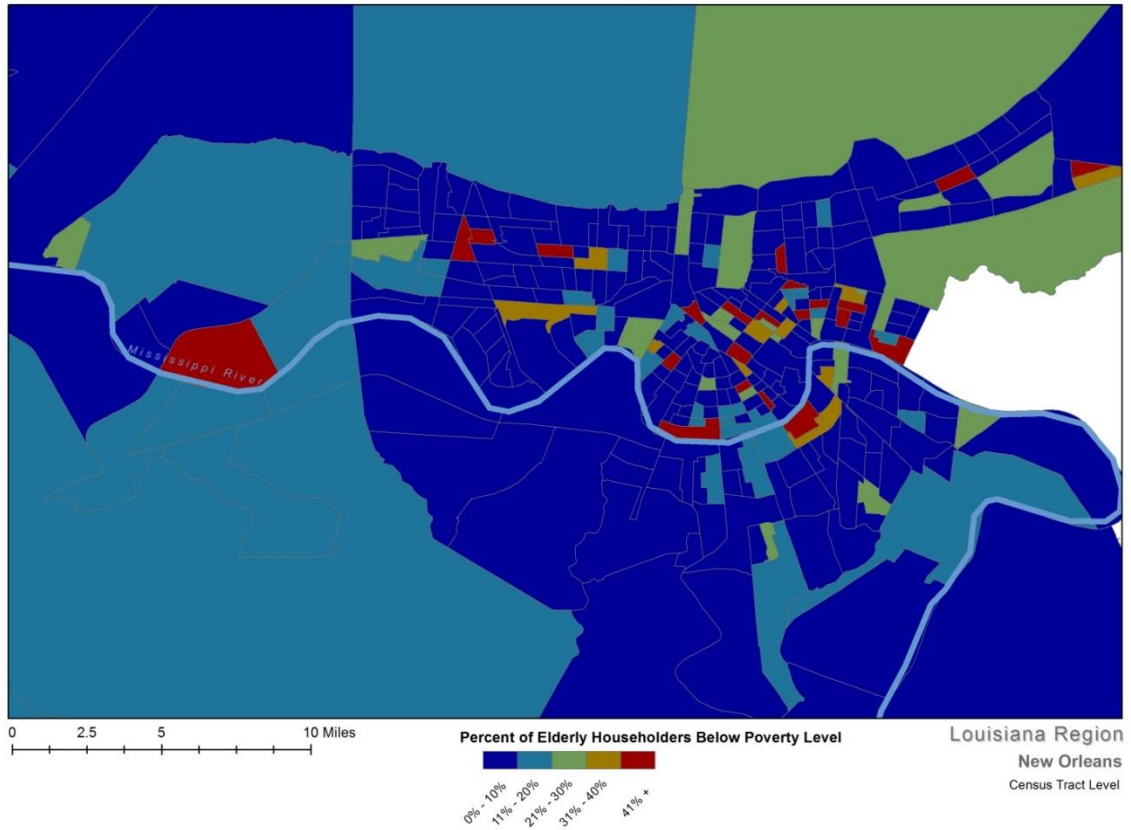 Mississippi River
0 2.5 5 10 Miles
Percent of Elderly Householders Below Poverty Level
0% - 10%
11% - 20%
21% - 30%
31% - 40%
41% +
Louisiana Region
New Orleans
Census Tract Level